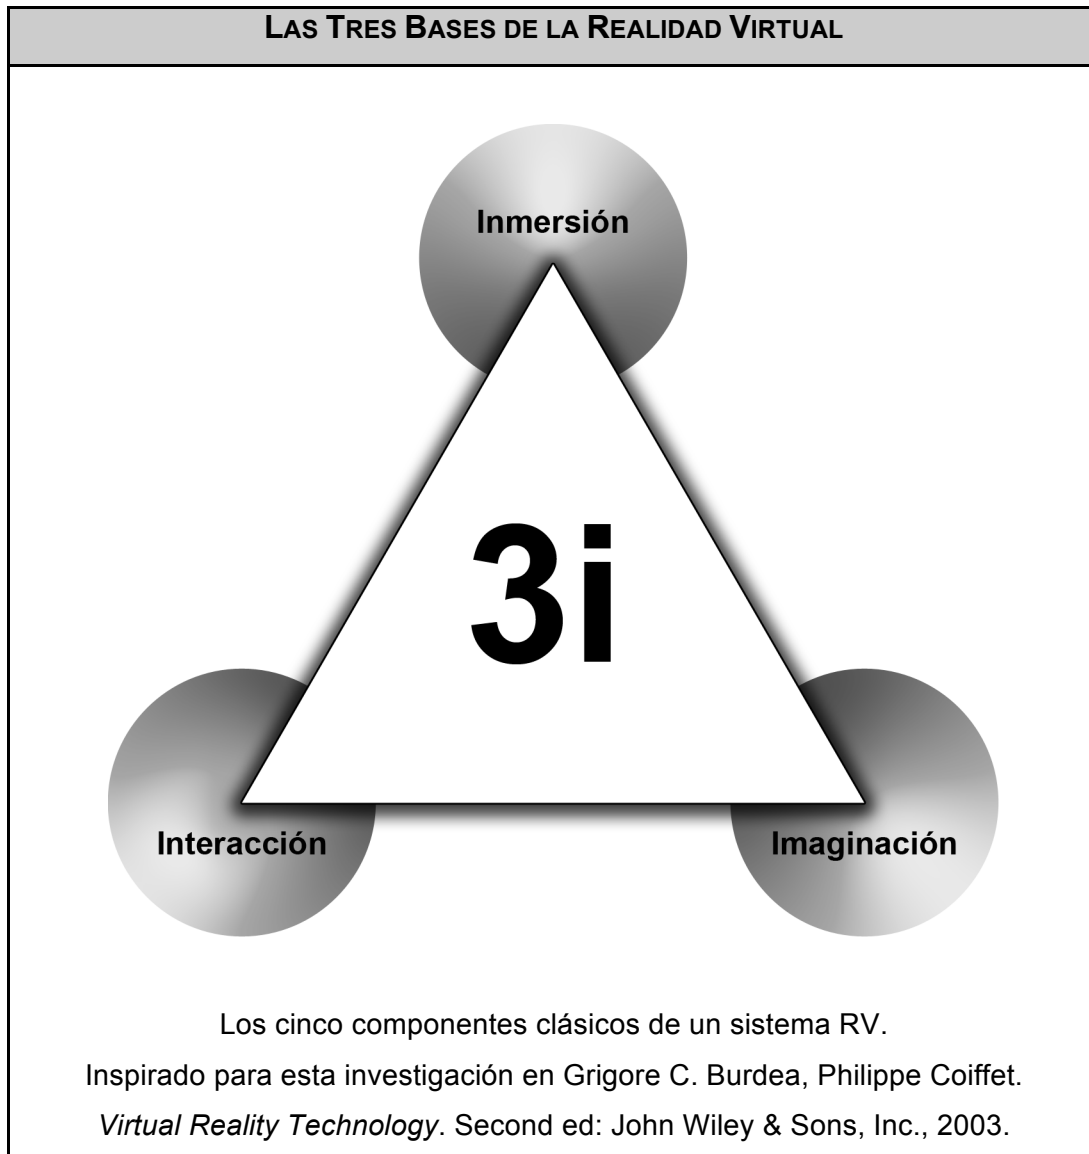 LAS TRES BASES DE LA REALIDAD VIRTUAL
Inmersión
3i
Interacción
Imaginación
Los cinco componentes clásicos de un sistema RV.
Inspirado para esta investigación en Grigore C. Burdea, Philippe Coiffet.
Virtual Reality Technology. Second ed: John Wiley & Sons, Inc., 2003.